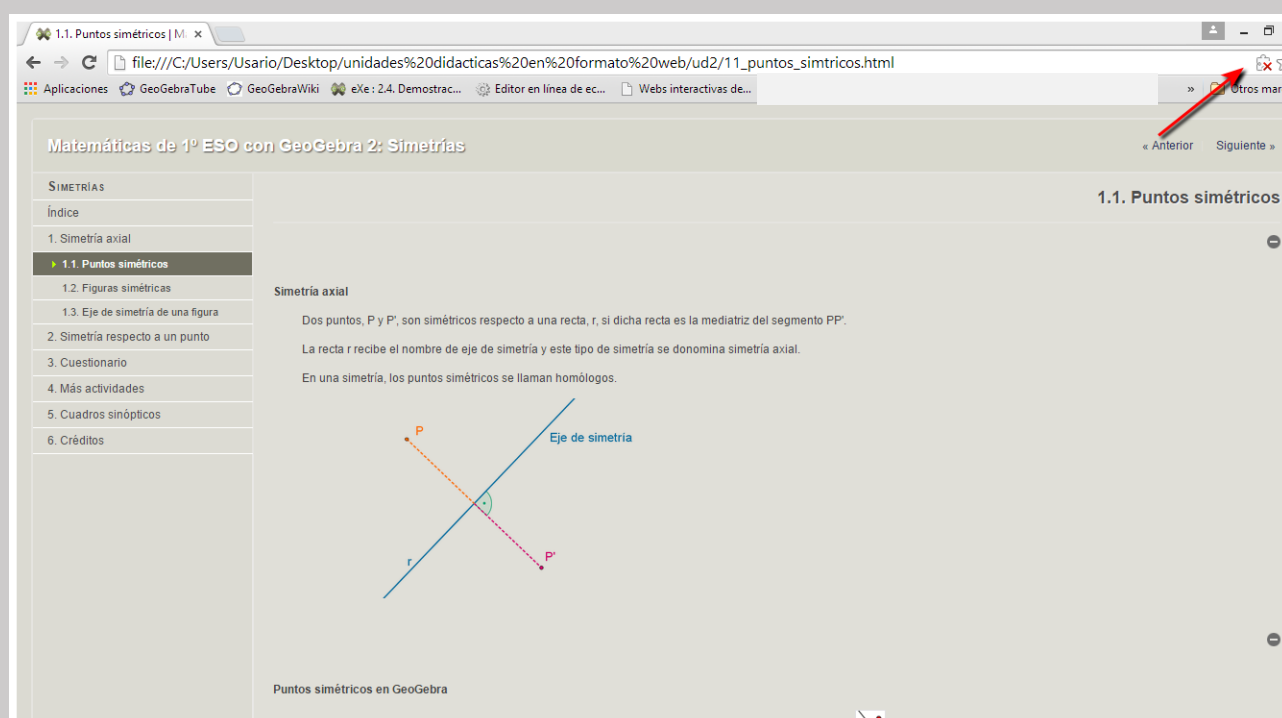 1.1. Puntos simétricos | M
file:///C:/Users/Usario/Desktop/unidades%20didacticas%20en%20formato%20web/ud2/11_puntos_simtricos.html
Aplicaciones GeoGebraTube GeoGebraWiki eXe : 2.4. Demostrac... Editor en línea de ec... Webs interactivas de... » Otros mar
Matemáticas de 1º ESO con GeoGebra 2: Simetrías
« Anterior Siguiente »
SIMETRÍAS
Índice
1. Simetría axial
1.1. Puntos simétricos
1.2. Figuras simétricas
1.3. Eje de simetría de una figura
2. Simetría respecto a un punto
3. Cuestionario
4. Más actividades
5. Cuadros sinópticos
6. Créditos
1.1. Puntos simétricos
Simetría axial
Dos puntos, P y P', son simétricos respecto a una recta, r, si dicha recta es la mediatriz del segmento PP'.
La recta r recibe el nombre de eje de simetría y este tipo de simetría se donomina simetría axial.
En una simetría, los puntos simétricos se llaman homólogos.
P
Eje de simetría
r
P'
Puntos simétricos en GeoGebra